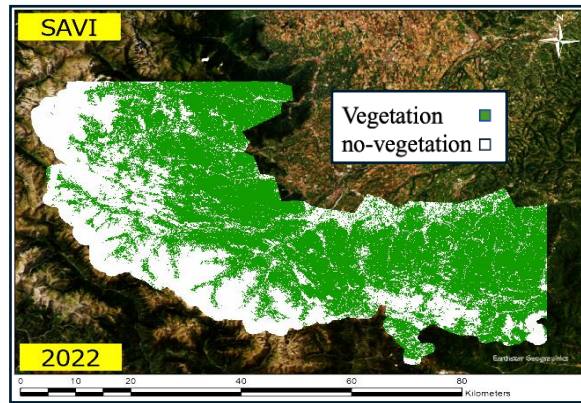 SAVI
N
Vegetation
no-vegetation
2022
Earthstar Geographics
0 10 20 40 60 80
Kilometers